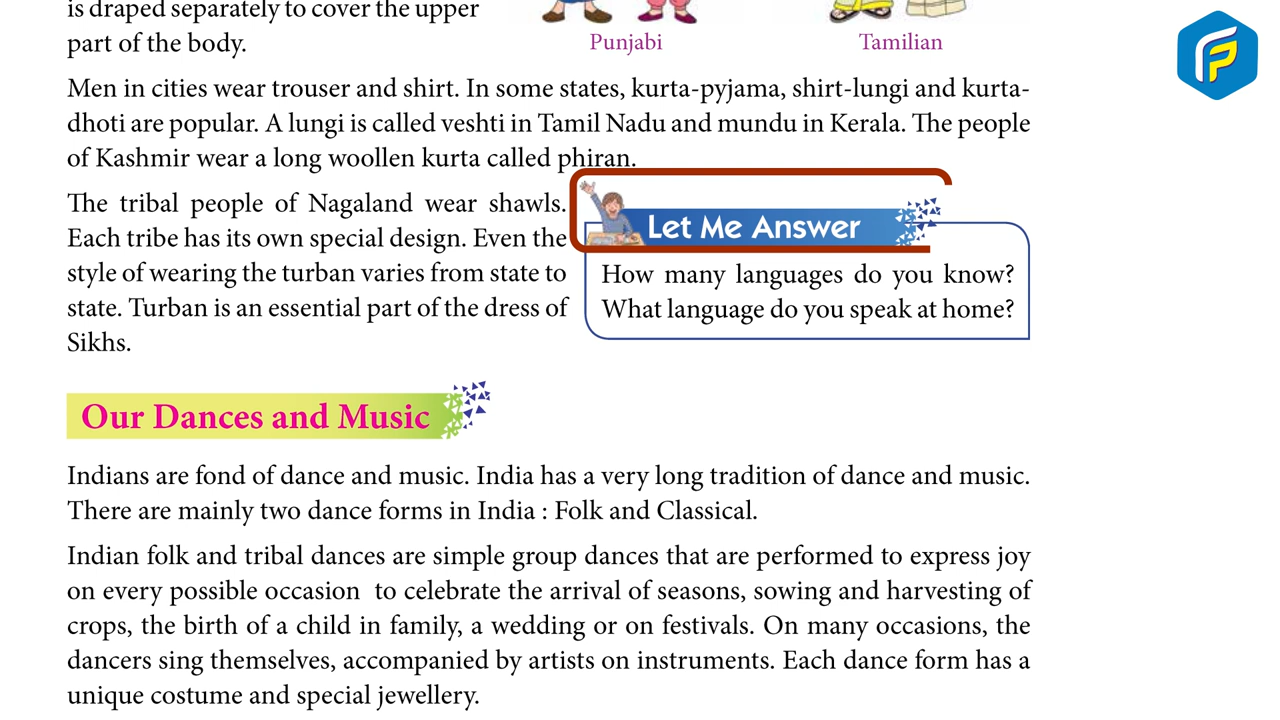 is draped separately to cover the upper
part of the body.
Punjabi
Tamilian
Men in cities wear trouser and shirt. In some states, kurta-pyjama, shirt-lungi and kurta-
dhoti are popular. A lungi is called veshti in Tamil Nadu and mundu in Kerala. The people
of Kashmir wear a long woollen kurta called phiran.
The tribal people of Nagaland wear shawls.
Each tribe has its own special design. Even the
style of wearing the turban varies from state to
state. Turban is an essential part of the dress of
Sikhs.
Let Me Answer
How many languages do you know?
What language do you speak at home?
Our Dances and Music
Indians are fond of dance and music. India has a very long tradition of dance and music.
There are mainly two dance forms in India : Folk and Classical.
Indian folk and tribal dances are simple group dances that are performed to express joy
on every possible occasion to celebrate the arrival of seasons, sowing and harvesting of
crops, the birth of a child in family, a wedding or on festivals. On many occasions, the
dancers sing themselves, accompanied by artists on instruments. Each dance form has a
unique costume and special jewellery.